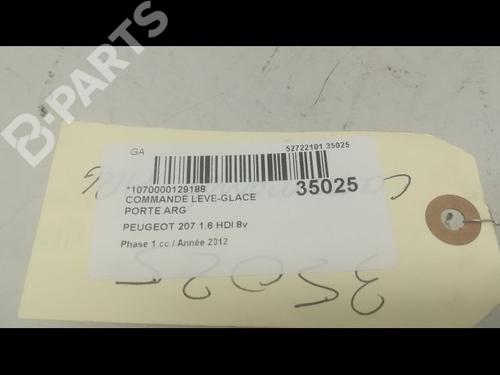 B-PARTS
GA
52722101 35025
*1070000129188
35025
COMMANDE LEVE-GLACE
PORTE ARG
PEUGEOT 207 1.6 HDI 8v
Phase 1 cc / Année 2012
35025